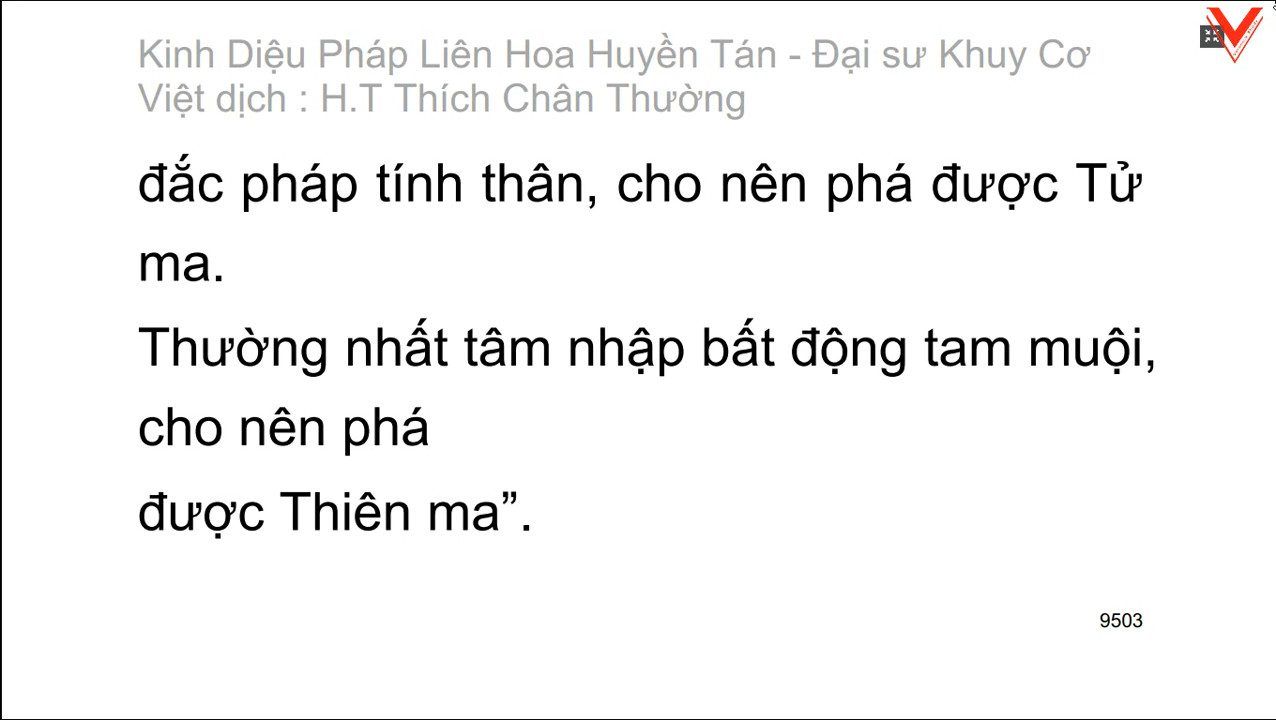 Kinh Diệu Pháp Liên Hoa Huyền Tán - Đại sư Khuy Cơ
Việt dịch : H.T Thích Chân Thường
đắc pháp tính thân, cho nên phá được Tử
ma.
Thường nhất tâm nhập bất động tam muội,
cho nên phá
được Thiên ma”.
9503